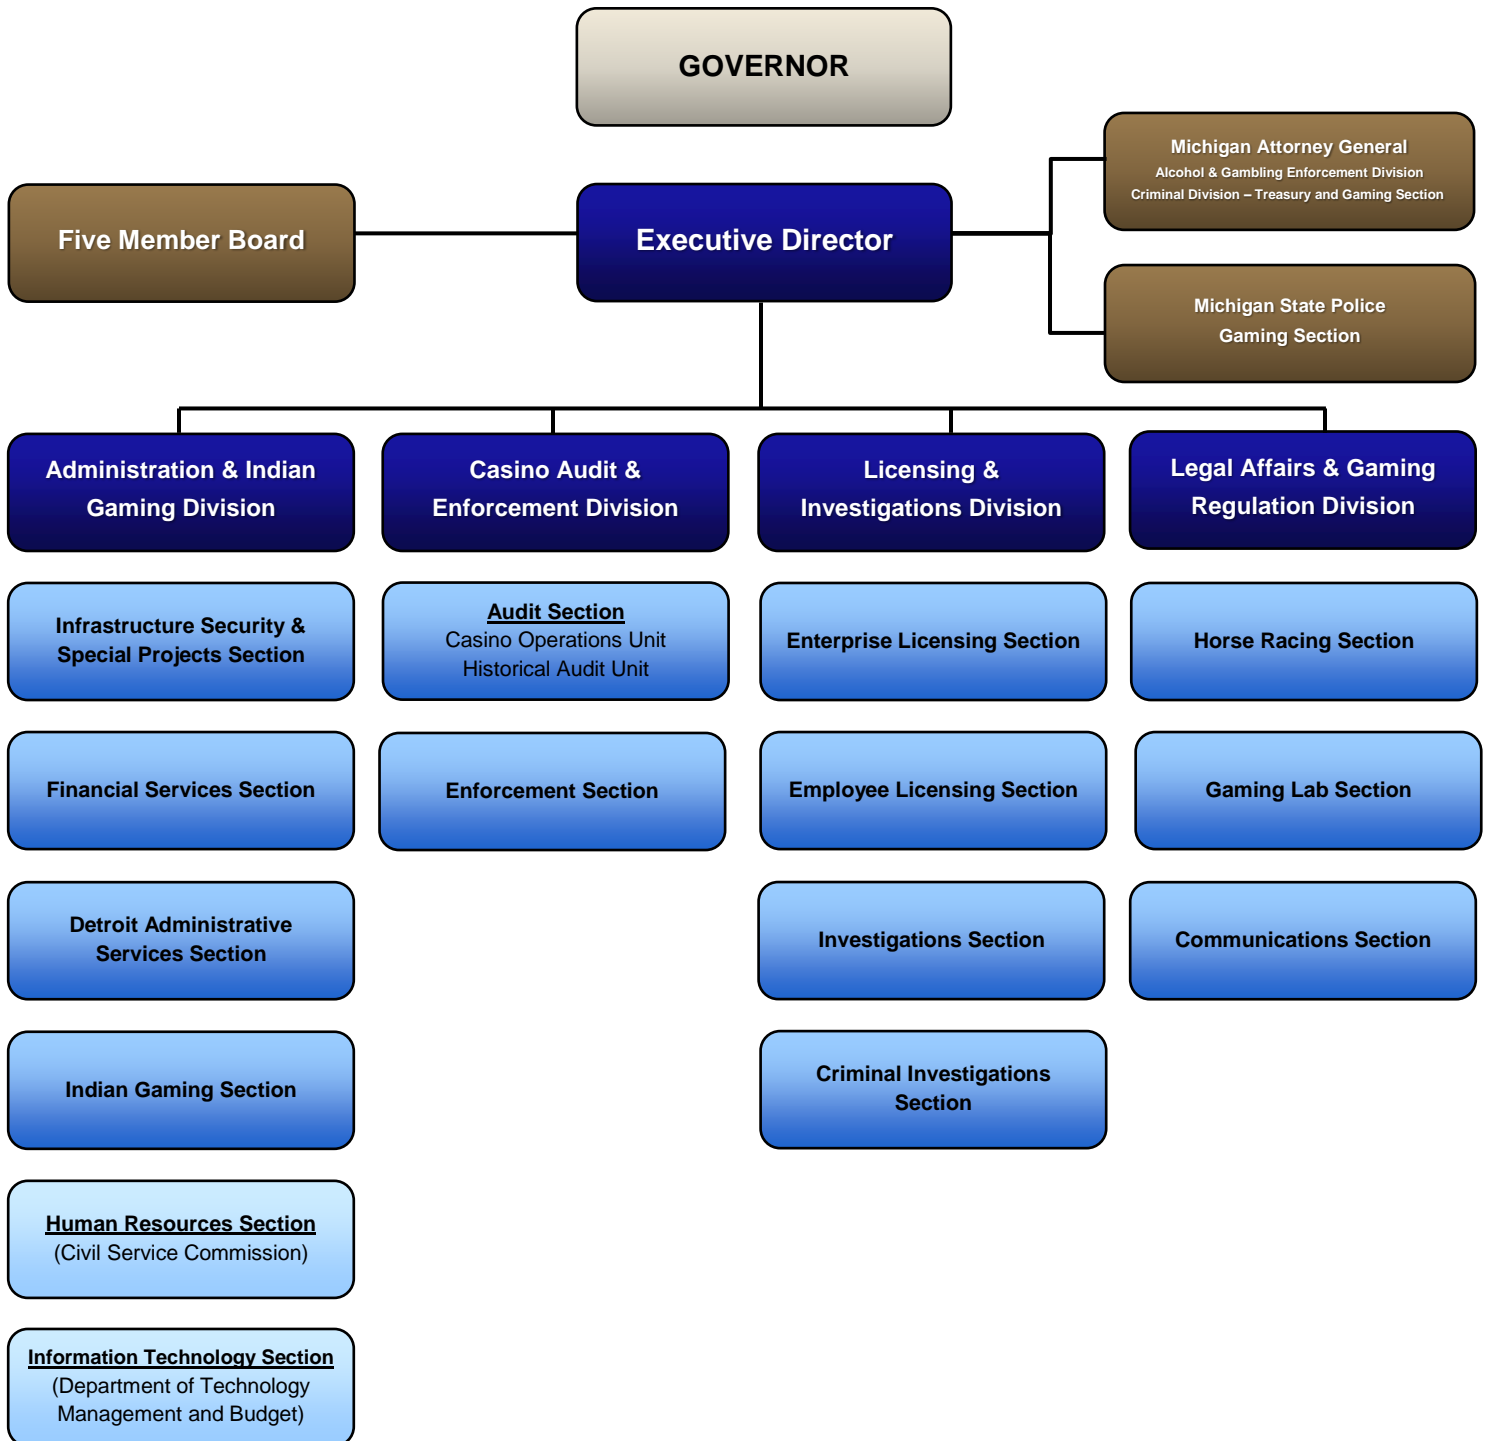 GOVERNOR
Michigan Attorney General
Alcohol & Gambling Enforcement Division
Criminal Division – Treasury and Gaming Section
Five Member Board
Executive Director
Michigan State Police
Gaming Section
Administration & Indian
Gaming Division
Casino Audit &
Enforcement Division
Licensing &
Investigations Division
Legal Affairs & Gaming
Regulation Division
Infrastructure Security &
Special Projects Section
Audit Section
Casino Operations Unit
Historical Audit Unit
Enterprise Licensing Section
Horse Racing Section
Financial Services Section
Enforcement Section
Employee Licensing Section
Gaming Lab Section
Detroit Administrative
Services Section
Investigations Section
Communications Section
Indian Gaming Section
Criminal Investigations
Section
Human Resources Section
(Civil Service Commission)
Information Technology Section
(Department of Technology
Management and Budget)